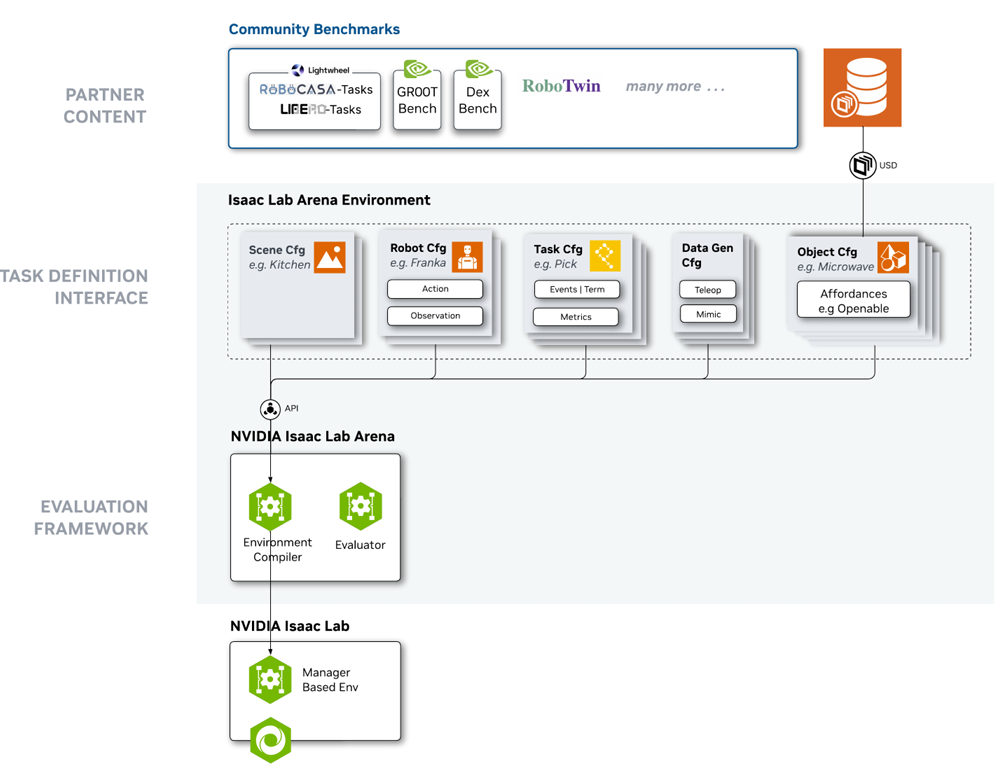 Community Benchmarks
PARTNER
CONTENT
Lightwheel
ROBOCASA-Tasks
LIBERO-Tasks
GR00T
Bench
Dex
Bench
RoboTwin
many more ...
USD
Isaac Lab Arena Environment
TASK DEFINITION
INTERFACE
Scene Cfg
e.g. Kitchen
Robot Cfg
e.g. Franka
Action
Observation
Task Cfg
e.g. Pick
Events | Term
Metrics
Data Gen
Cfg
Teleop
Mimic
Object Cfg
e.g. Microwave
Affordances
e.g Openable
API
NVIDIA Isaac Lab Arena
EVALUATION
FRAMEWORK
Environment
Compiler
Evaluator
NVIDIA Isaac Lab
Manager
Based Env